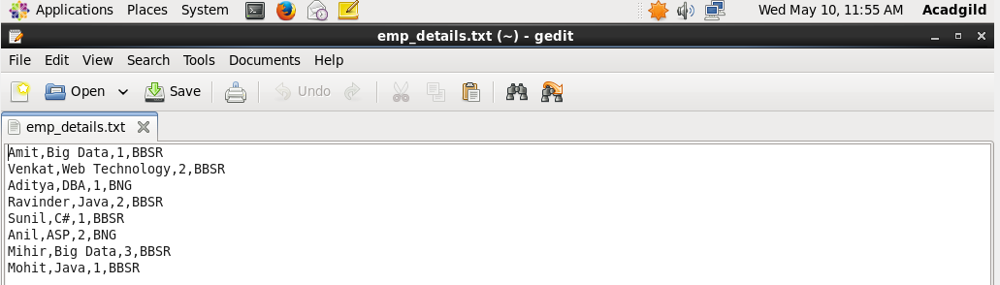 Applications Places System Wed May 10, 11:55 AM Acadgild
emp_details.txt (~) - gedit
File Edit View Search Tools Documents Help
Open Save Undo
emp_details.txt
Amit,Big Data,1,BBSR
Venkat,Web Technology,2,BBSR
Aditya,DBA,1,BNG
Ravinder,Java,2,BBSR
Sunil,C#,1,BBSR
Anil,ASP,2,BNG
Mihir,Big Data,3,BBSR
Mohit,Java,1,BBSR